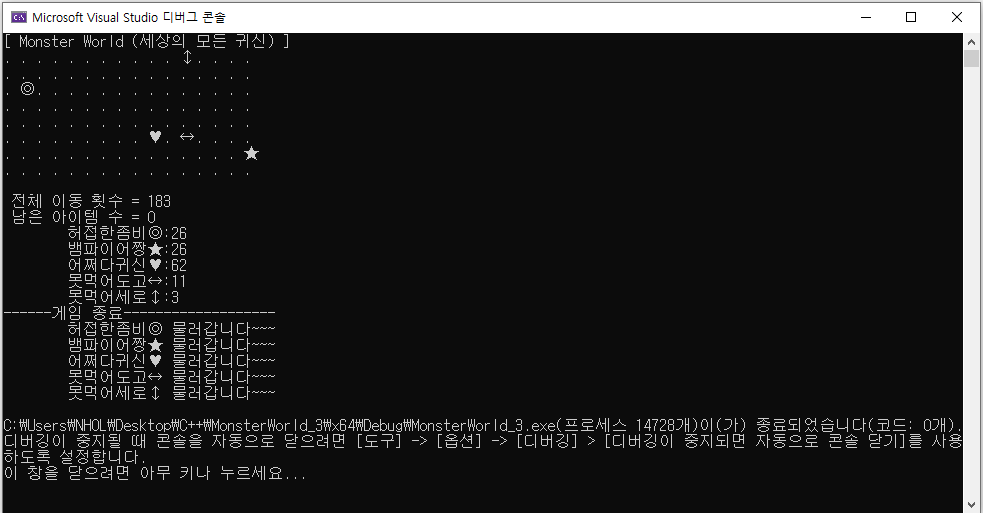 Microsoft Visual Studio 디버그 콘솔
[ Monster World (세상의 모든 귀신) ]
. . . . . . . . . . . ↕. . . .
. . . . . . . . . . . . . . . .
. ◎. . . . . . . . . . . . . .
. . . . . . . . . . . . . . . .
. . . . . . . . . . . . . . . .
. . . . . . . . . ♥. ↔. . . .
. . . . . . . . . . . . . . . ★
. . . . . . . . . . . . . . . .
전체 이동 횟수 = 183
남은 아이템 수 = 0
허접한좀비◎:26
뱀파이어짱★:26
어쩌다귀신♥:62
못먹어도고↔:11
못먹어세로↕:3
------게임 종료-------------------
허접한좀비◎ 물러갑니다~~~
뱀파이어짱★ 물러갑니다~~~
어쩌다귀신♥ 물러갑니다~~~
못먹어도고↔ 물러갑니다~~~
못먹어세로↕ 물러갑니다~~~
C:₩Users₩NHOL₩Desktop₩C++₩MonsterWorld_3₩x64₩Debug₩MonsterWorld_3.exe(프로세스 14728개)이(가) 종료되었습니다(코드: 0개).
디버깅이 중지될 때 콘솔을 자동으로 닫으려면 [도구] -> [옵션] -> [디버깅] > [디버깅이 중지되면 자동으로 콘솔 닫기]를 사용
하도록 설정합니다.
이 창을 닫으려면 아무 키나 누르세요...